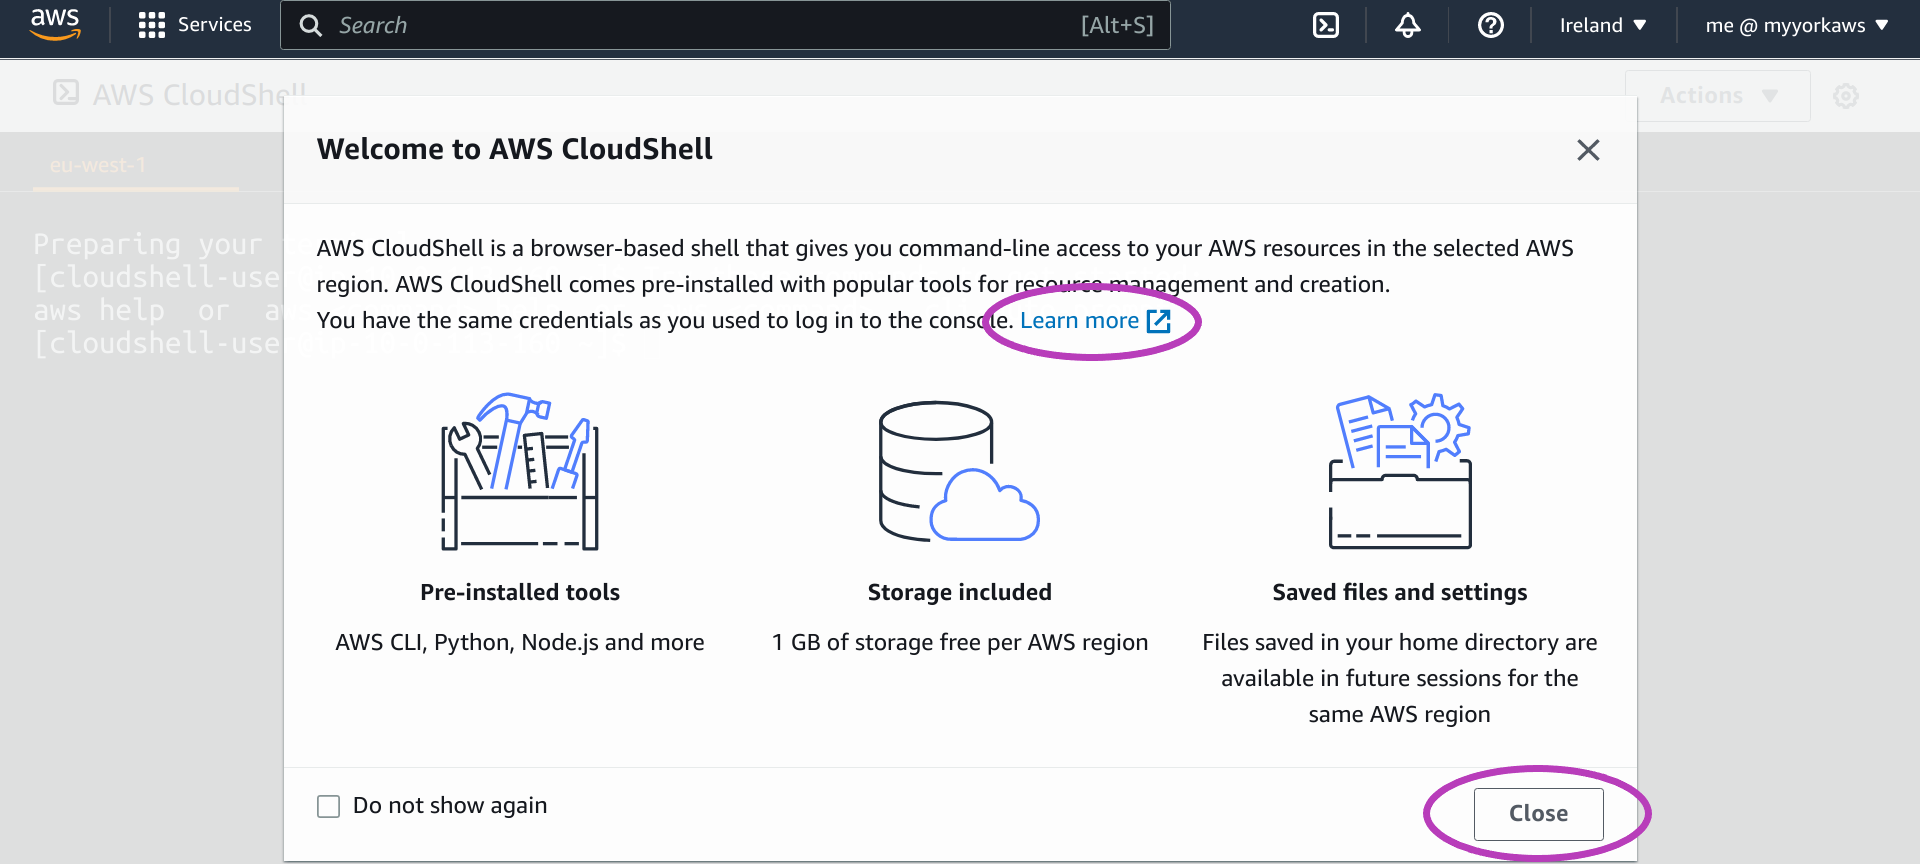 aws
Services
Search
[Alt+S]
Ireland
me @ myyorkaws
AWS CloudShell
Actions
eu-west-1
Preparing your
[cloudshell-user
aws help or aws
[cloudshell-user
Welcome to AWS CloudShell
AWS CloudShell is a browser-based shell that gives you command-line access to your AWS resources in the selected AWS
region. AWS CloudShell comes pre-installed with popular tools for resource management and creation.
You have the same credentials as you used to log in to the console. Learn more
Pre-installed tools
AWS CLI, Python, Node.js and more
Storage included
1 GB of storage free per AWS region
Saved files and settings
Files saved in your home directory are
available in future sessions for the
same AWS region
Do not show again
Close